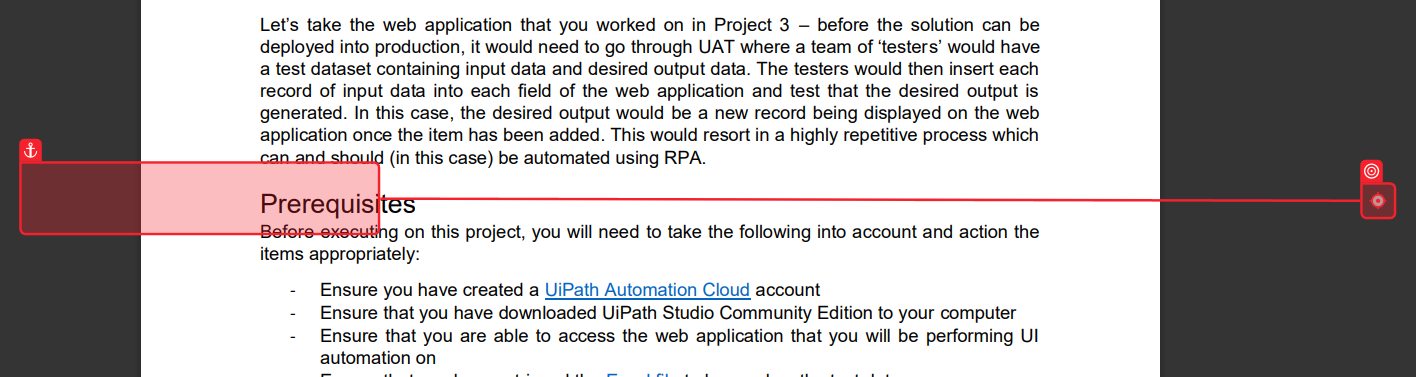 Let's take the web application that you worked on in Project 3 – before the solution can be
deployed into production, it would need to go through UAT where a team of 'testers' would have
a test dataset containing input data and desired output data. The testers would then insert each
record of input data into each field of the web application and test that the desired output is
generated. In this case, the desired output would be a new record being displayed on the web
application once the item has been added. This would resort in a highly repetitive process which
can and should (in this case) be automated using RPA.
Prerequisites
Before executing on this project, you will need to take the following into account and action the
items appropriately:
- Ensure you have created a UiPath Automation Cloud account
- Ensure that you have downloaded UiPath Studio Community Edition to your computer
- Ensure that you are able to access the web application that you will be performing UI
automation on